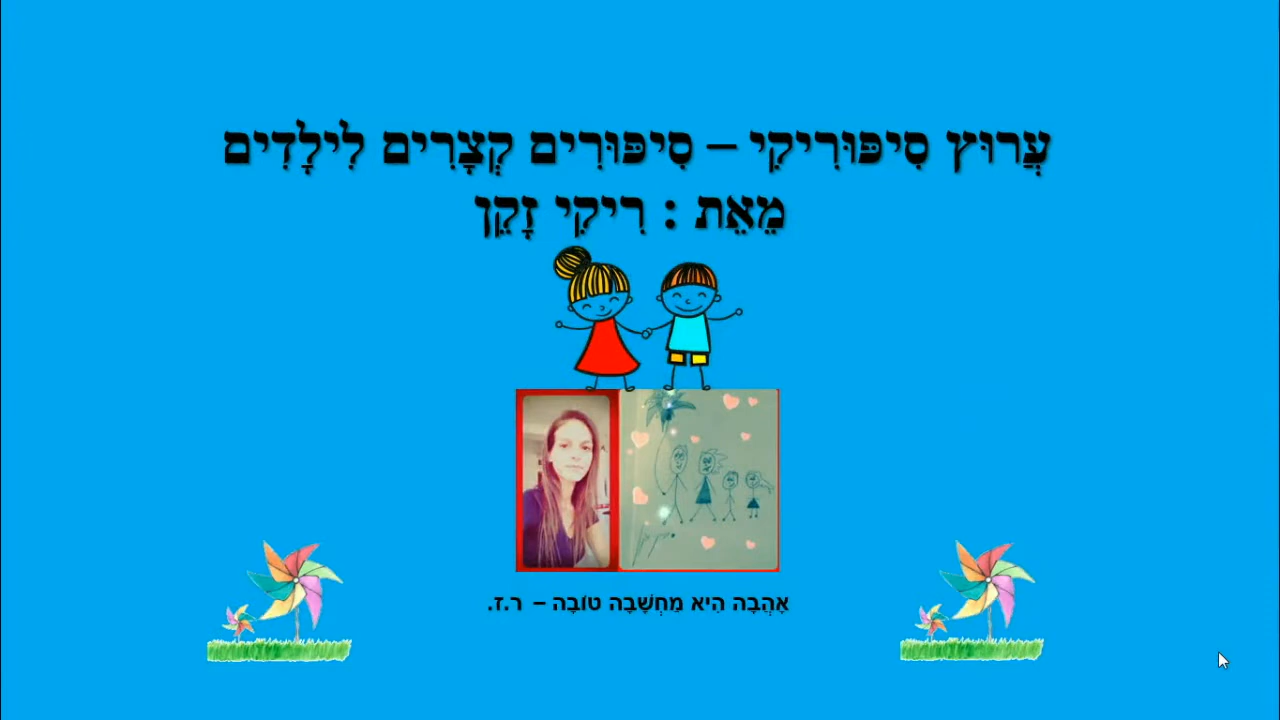 עֲרוּץ סִיפּוּרִיקִי – סִיפּוּרִים קְצָרִים לִילָדִים
מֵאֵת : רִיקִי זָקֵן
אַהֲבָה הִיא מַחְשָׁבָה טוֹבָה – ר.ז.